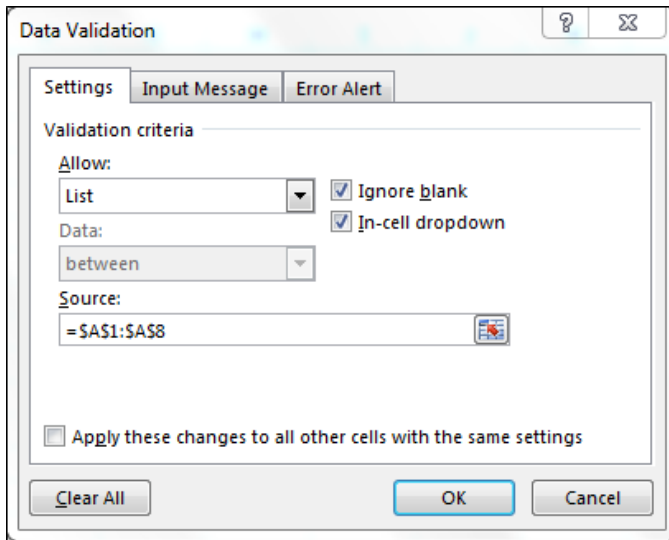 Data Validation
?
Settings
Input Message
Error Alert
Validation criteria
Allow:
List
Ignore blank
In-cell dropdown
Data:
between
Source:
=$A$1:$A$8
Apply these changes to all other cells with the same settings
Clear All
OK
Cancel